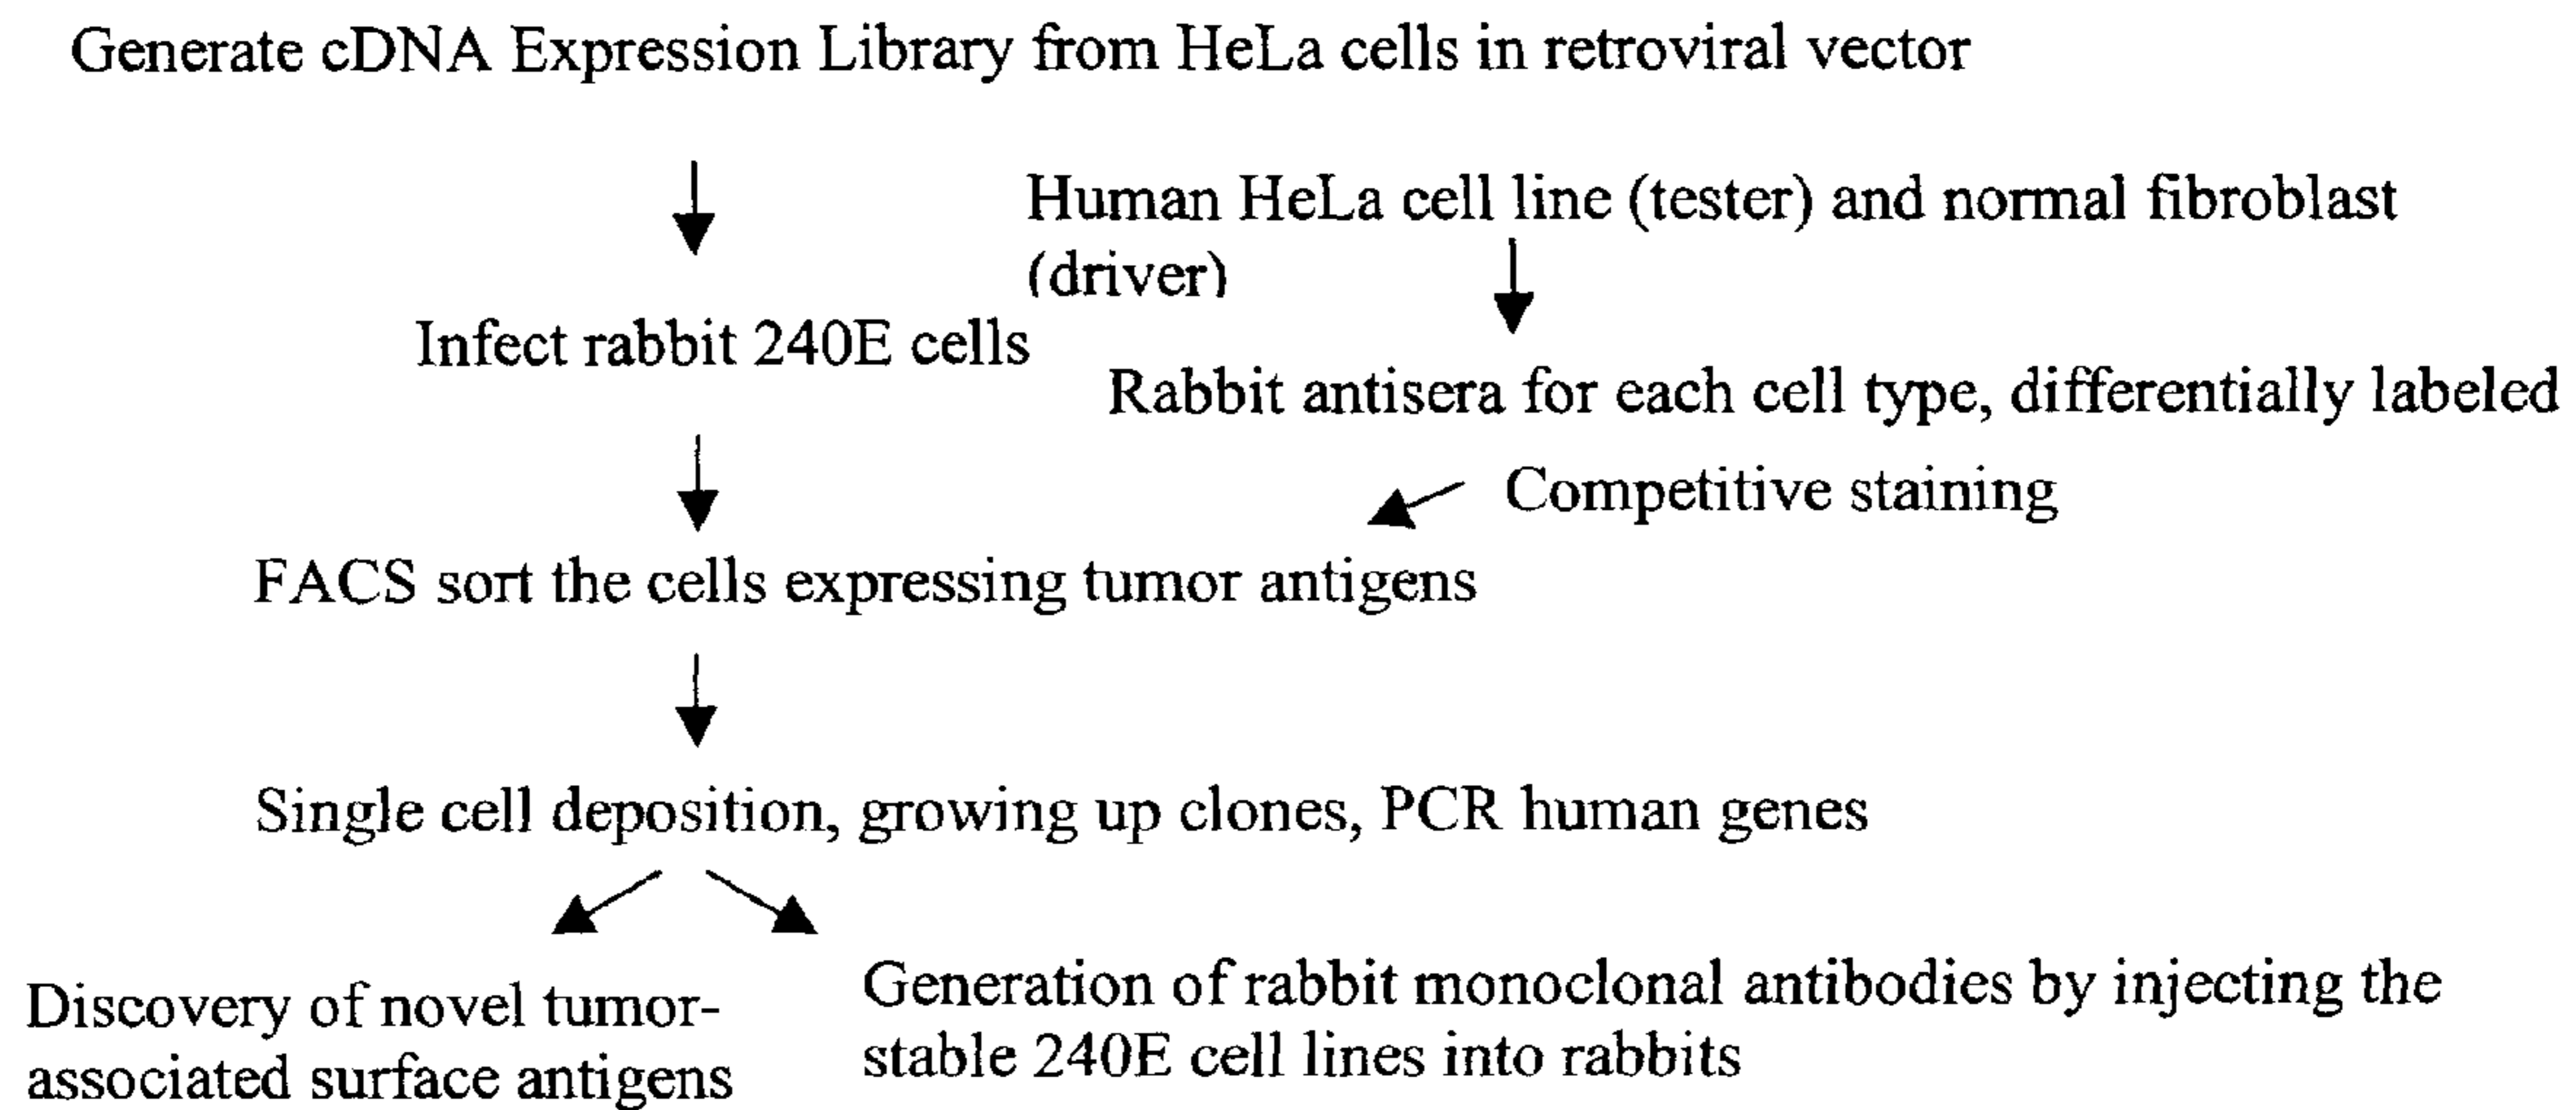 Generate cDNA Expression Library from HeLa cells in retroviral vector
Human HeLa cell line (tester) and normal fibroblast
(driver)
Infect rabbit 240E cells
Rabbit antisera for each cell type, differentially labeled
Competitive staining
FACS sort the cells expressing tumor antigens
Single cell deposition, growing up clones, PCR human genes
Discovery of novel tumor-
associated surface antigens
Generation of rabbit monoclonal antibodies by injecting the
stable 240E cell lines into rabbits